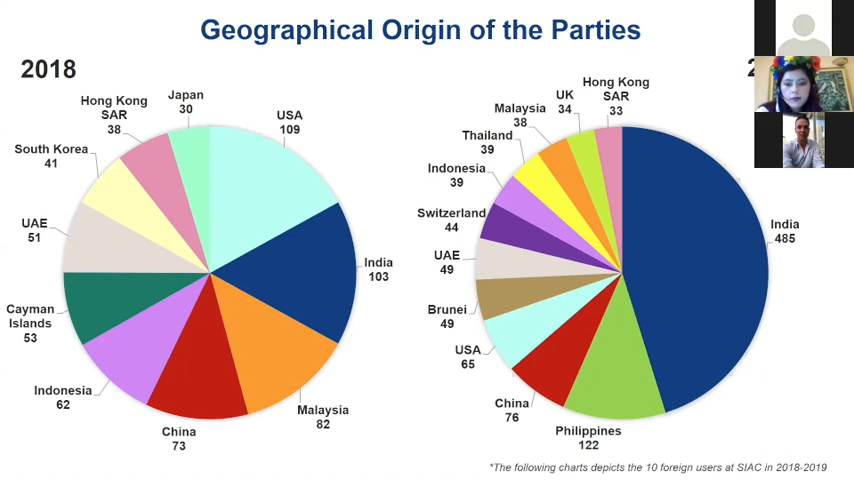 Geographical Origin of the Parties
2018
USA
109
India
103
Malaysia
82
China
73
Indonesia
62
Cayman
Islands
53
UAE
51
South Korea
41
Hong Kong
SAR
38
Japan
30
India
485
Philippines
122
China
76
USA
65
Brunei
49
UAE
49
Switzerland
44
Indonesia
39
Thailand
39
Malaysia
38
UK
34
Hong Kong
SAR
33
*The following charts depicts the 10 foreign users at SIAC in 2018-2019